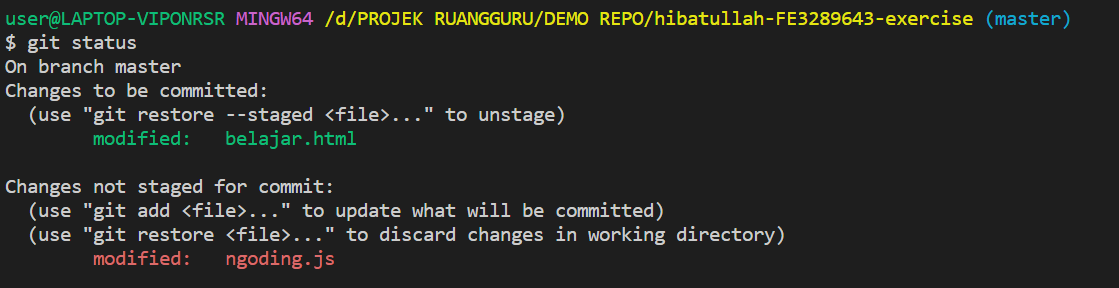 user@LAPTOP-VIPONRSR MINGW64 /d/PROJEK RUANGGURU/DEMO REPO/hibatullah-FE3289643-exercise (master)
$ git status
On branch master
Changes to be committed:
  (use "git restore --staged <file>..." to unstage)
        modified:   belajar.html

Changes not staged for commit:
  (use "git add <file>..." to update what will be committed)
  (use "git restore <file>..." to discard changes in working directory)
        modified:   ngoding.js